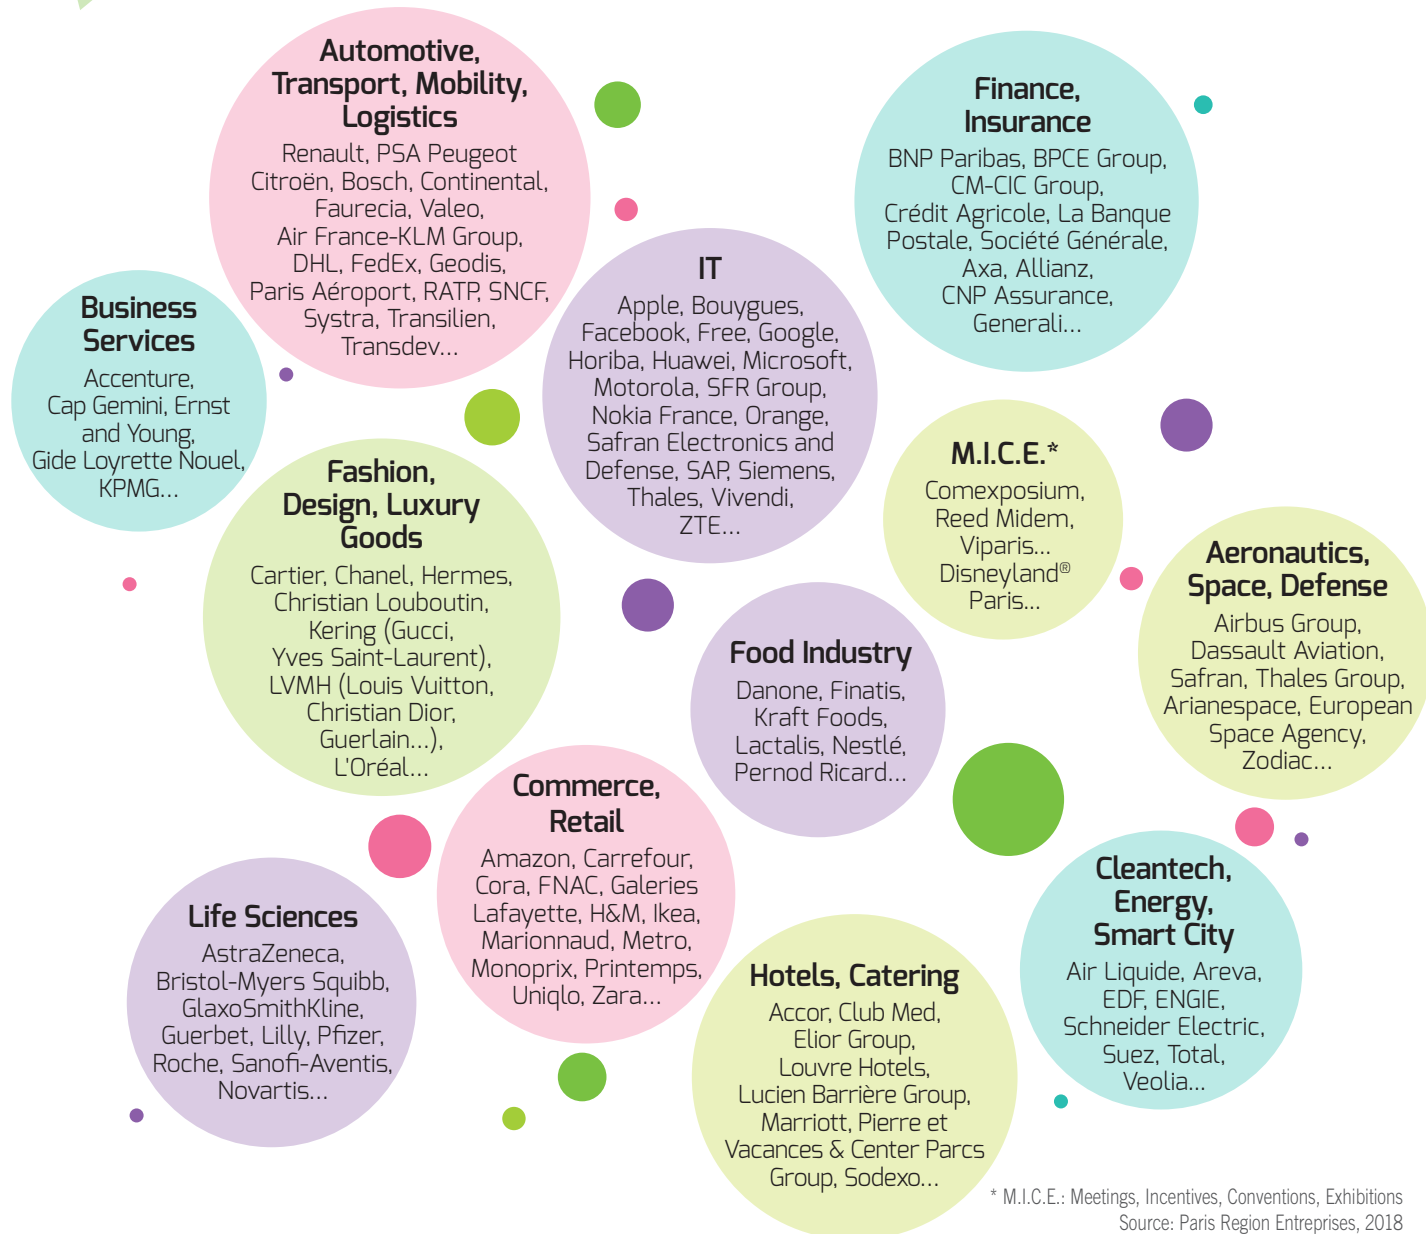 Automotive,
Transport, Mobility,
Logistics
Renault, PSA Peugeot
Citroën, Bosch, Continental,
Faurecia, Valeo,
Air France-KLM Group,
DHL, FedEx, Geodis,
Paris Aéroport, RATP, SNCF,
Systra, Transilien,
Transdev...
Finance,
Insurance
BNP Paribas, BPCE Group,
CM-CIC Group,
Crédit Agricole, La Banque
Postale, Société Générale,
Axa, Allianz,
CNP Assurance,
Generali...
Business
Services
Accenture,
Cap Gemini, Ernst
and Young,
Gide Loyrette Nouel,
KPMG...
IT
Apple, Bouygues,
Facebook, Free, Google,
Horiba, Huawei, Microsoft,
Motorola, SFR Group,
Nokia France, Orange,
Safran Electronics and
Defense, SAP, Siemens,
Thales, Vivendi,
ZTE...
M.I.C.E.*
Comexposium,
Reed Midem,
Viparis...
Disneyland®
Paris...
Fashion,
Design, Luxury
Goods
Cartier, Chanel, Hermes,
Christian Louboutin,
Kering (Gucci,
Yves Saint-Laurent),
LVMH (Louis Vuitton,
Christian Dior,
Guerlain...),
L'Oréal...
Aeronautics,
Space, Defense
Airbus Group,
Dassault Aviation,
Safran, Thales Group,
Arianespace, European
Space Agency,
Zodiac...
Food Industry
Danone, Finatis,
Kraft Foods,
Lactalis, Nestlé,
Pernod Ricard...
Commerce,
Retail
Amazon, Carrefour,
Cora, FNAC, Galeries
Lafayette, H&M, Ikea,
Marionnaud, Metro,
Monoprix, Printemps,
Uniqlo, Zara...
Life Sciences
AstraZeneca,
Bristol-Myers Squibb,
GlaxoSmithKline,
Guerbet, Lilly, Pfizer,
Roche, Sanofi-Aventis,
Novartis...
Cleantech,
Energy,
Smart City
Air Liquide, Areva,
EDF, ENGIE,
Schneider Electric,
Suez, Total,
Veolia...
Hotels, Catering
Accor, Club Med,
Elior Group,
Louvre Hotels,
Lucien Barrière Group,
Marriott, Pierre et
Vacances & Center Parcs
Group, Sodexo...
* M.I.C.E.: Meetings, Incentives, Conventions, Exhibitions
Source: Paris Region Entreprises, 2018